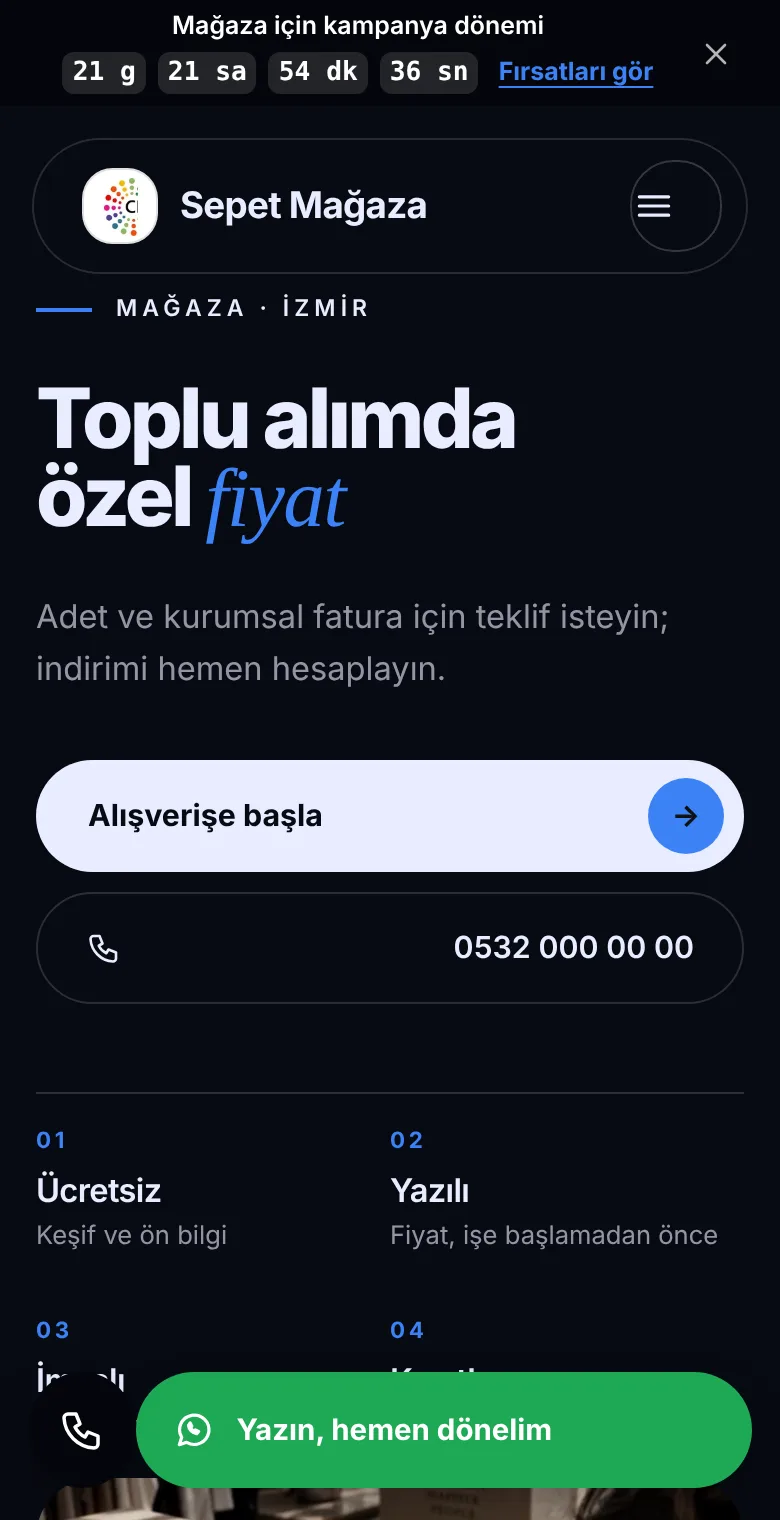 Mağaza için kampanya dönemi
21 g 21 sa 54 dk 36 sn Fırsatları gör
Sepet Mağaza
MAĞAZA · İZMİR
Toplu alımda
özel fiyat
Adet ve kurumsal fatura için teklif isteyin;
indirimi hemen hesaplayın.
Alışverişe başla
0532 000 00 00
01
Ücretsiz
Keşif ve ön bilgi
02
Yazılı
Fiyat, işe başlamadan önce
03
04
Yazın, hemen dönelim